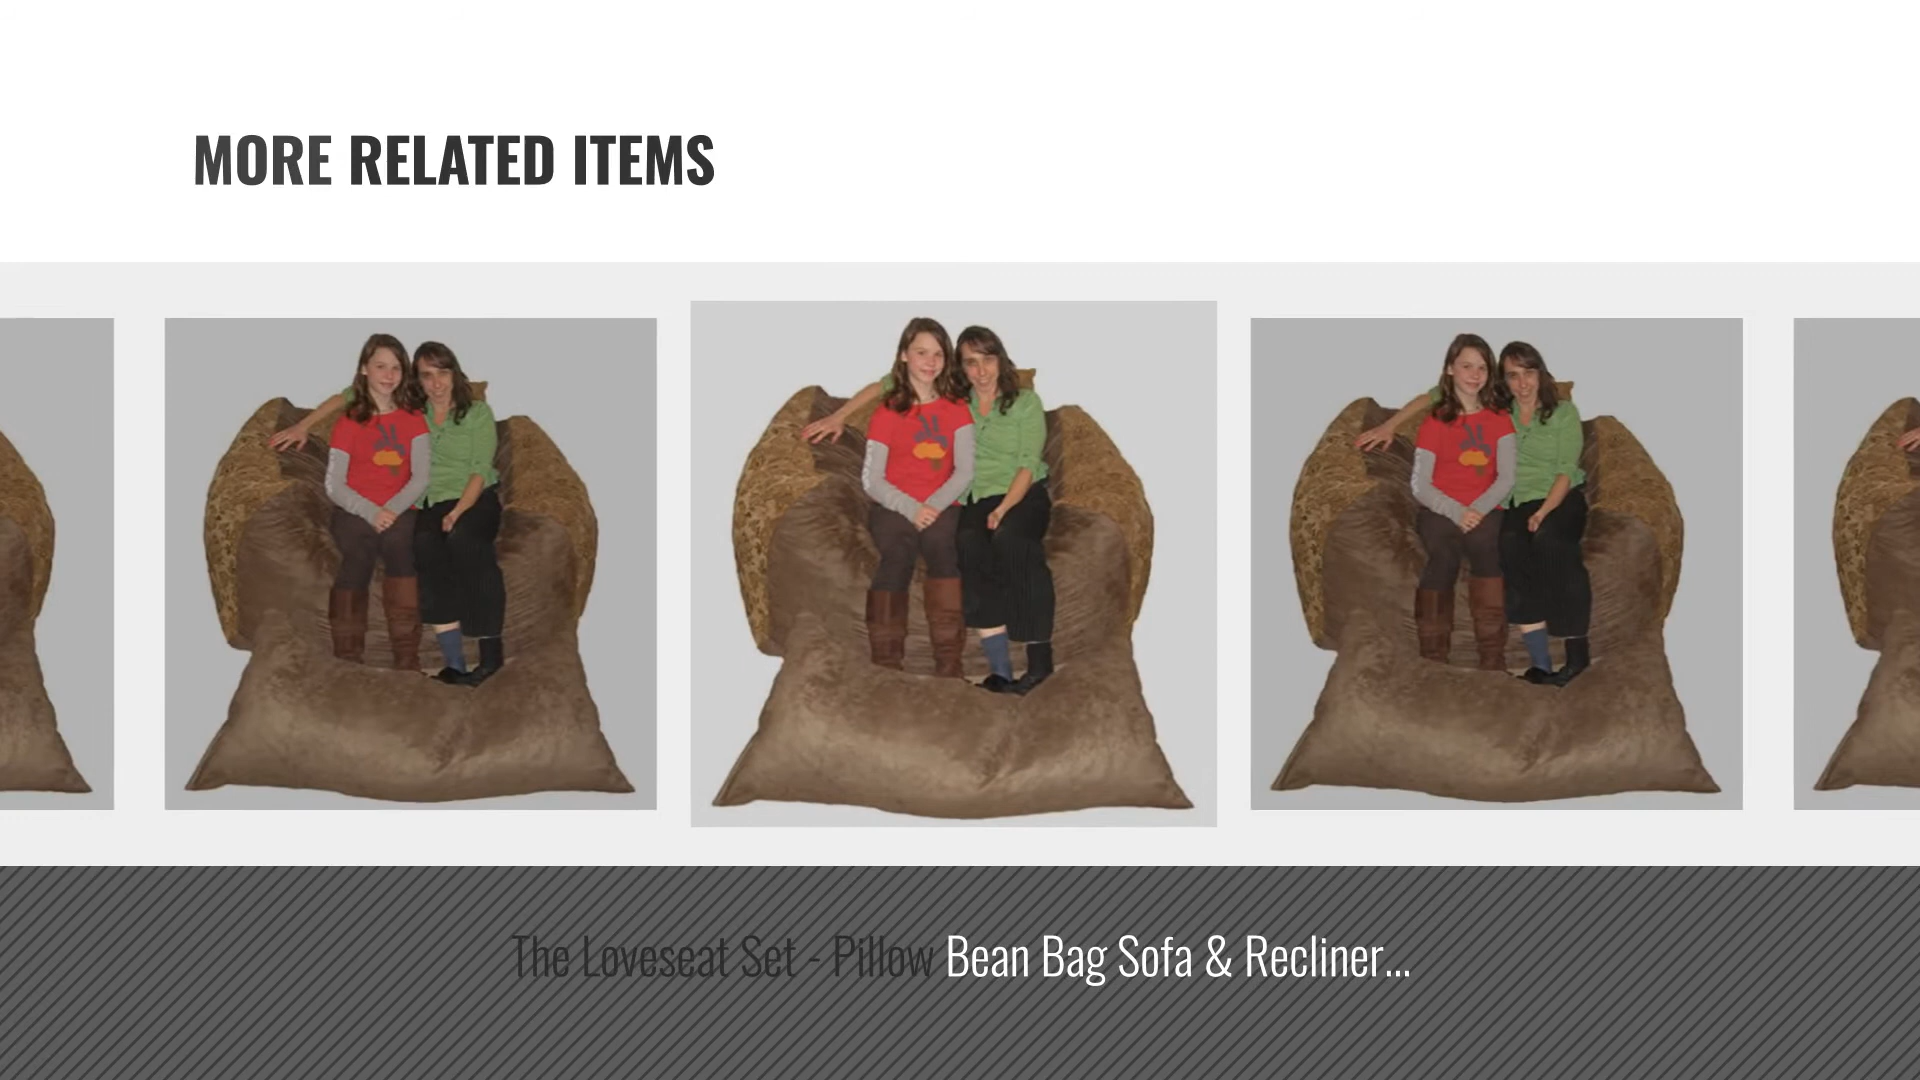 MORE RELATED ITEMS
The Loveseat Set - Pillow Bean Bag Sofa & Recliner...